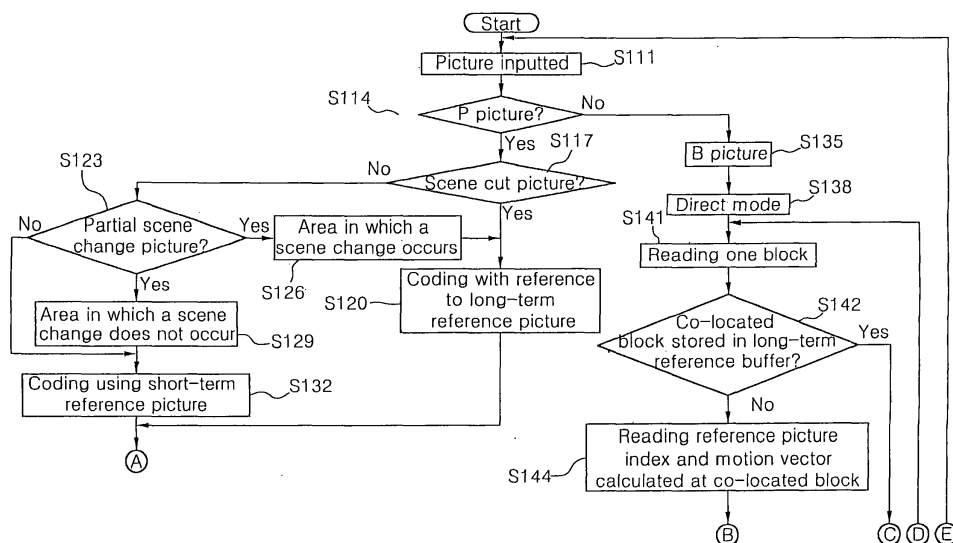 Start
Picture inputted
S111
S114
P picture?
No
Yes
S117
S123
No
Scene cut picture?
B picture
S135
Direct mode
S138
S141
No
Partial scene
change picture?
Yes
Area in which
a scene change occurs
Yes
Reading one block
S126
S120
Coding with reference
to long-term
reference picture
S142
Yes
Area in which a scene
change does not occur
S129
Co-located
block stored in long-term
reference buffer?
Yes
Coding using short-term
reference picture
S132
No
A
S144
Reading reference picture
index and motion vector
calculated at co-located block
B
C
D
E